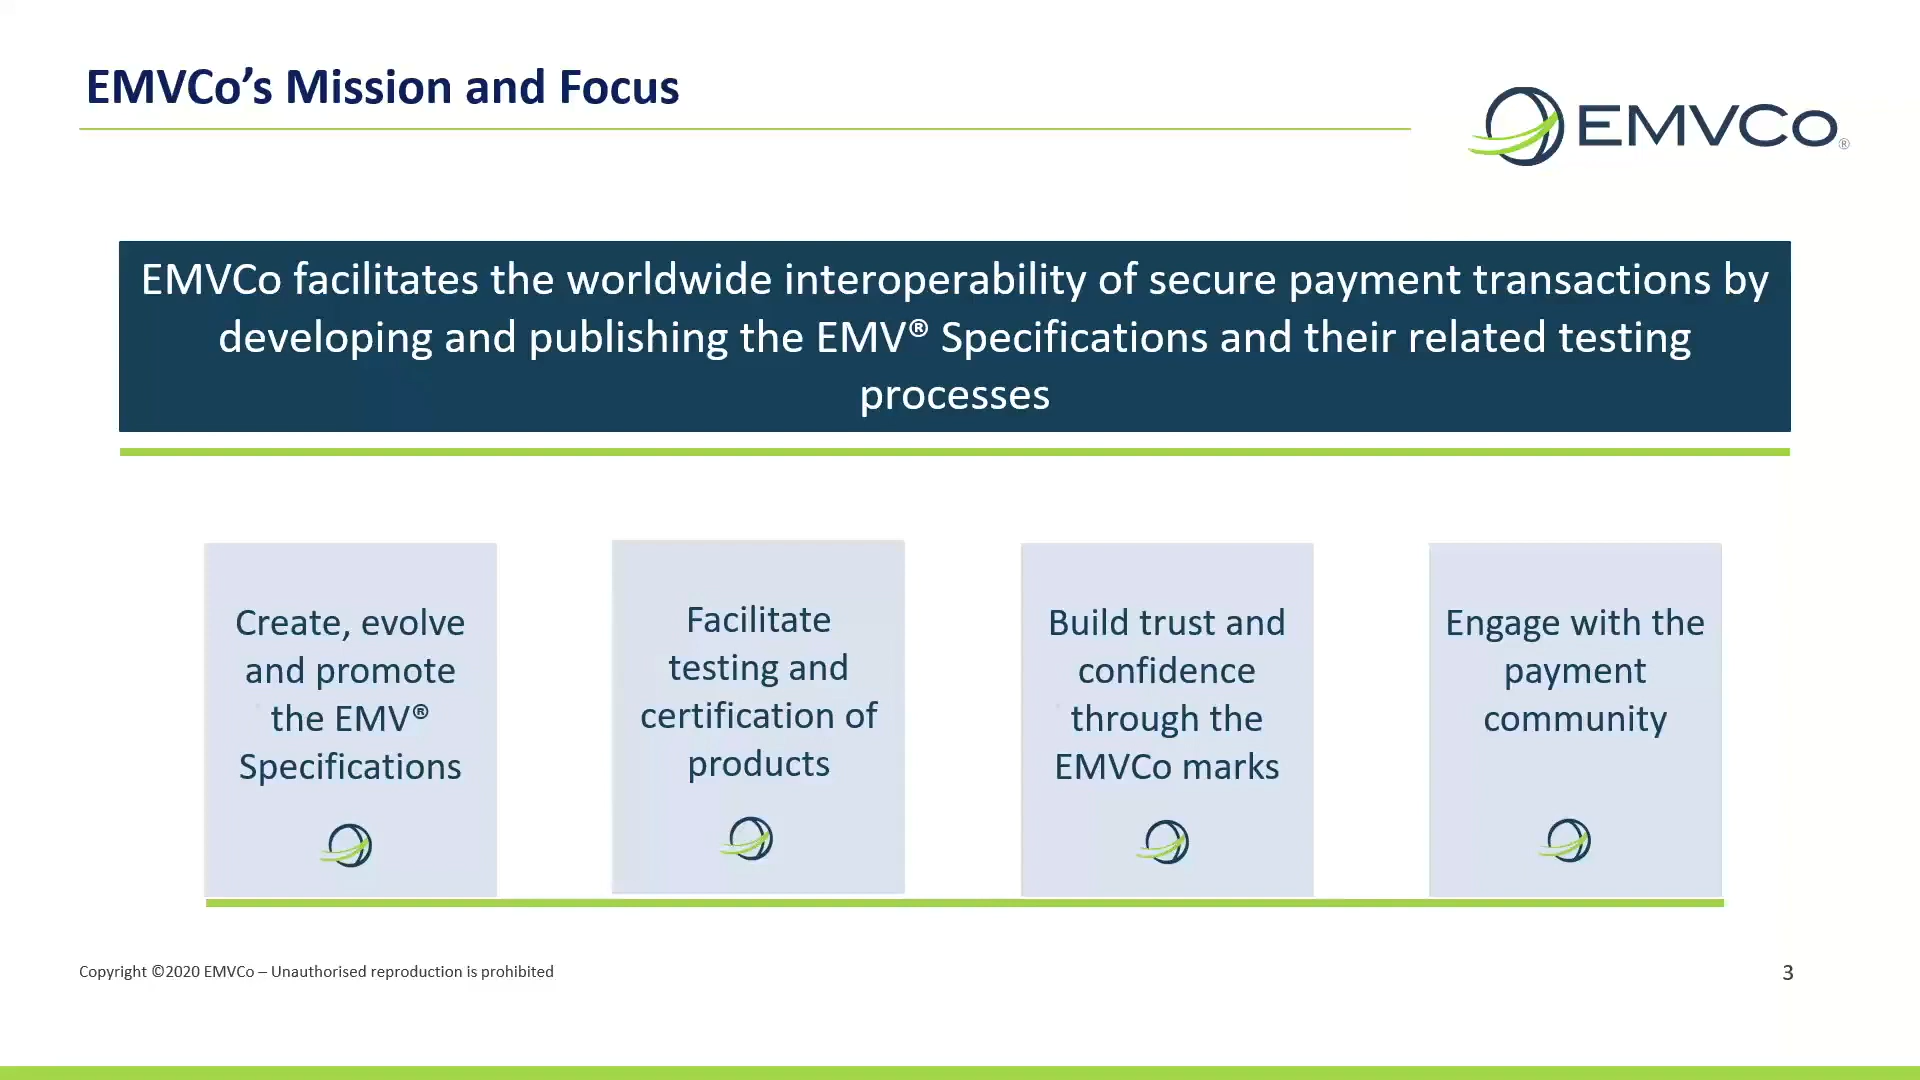 EMVCo’s Mission and Focus
EMVCo®
EMVCo facilitates the worldwide interoperability of secure payment transactions by
developing and publishing the EMV® Specifications and their related testing
processes
Create, evolve
and promote
the EMV®
Specifications
Facilitate
testing and
certification of
products
Build trust and
confidence
through the
EMVCo marks
Engage with the
payment
community
Copyright ©2020 EMVCo – Unauthorised reproduction is prohibited
3